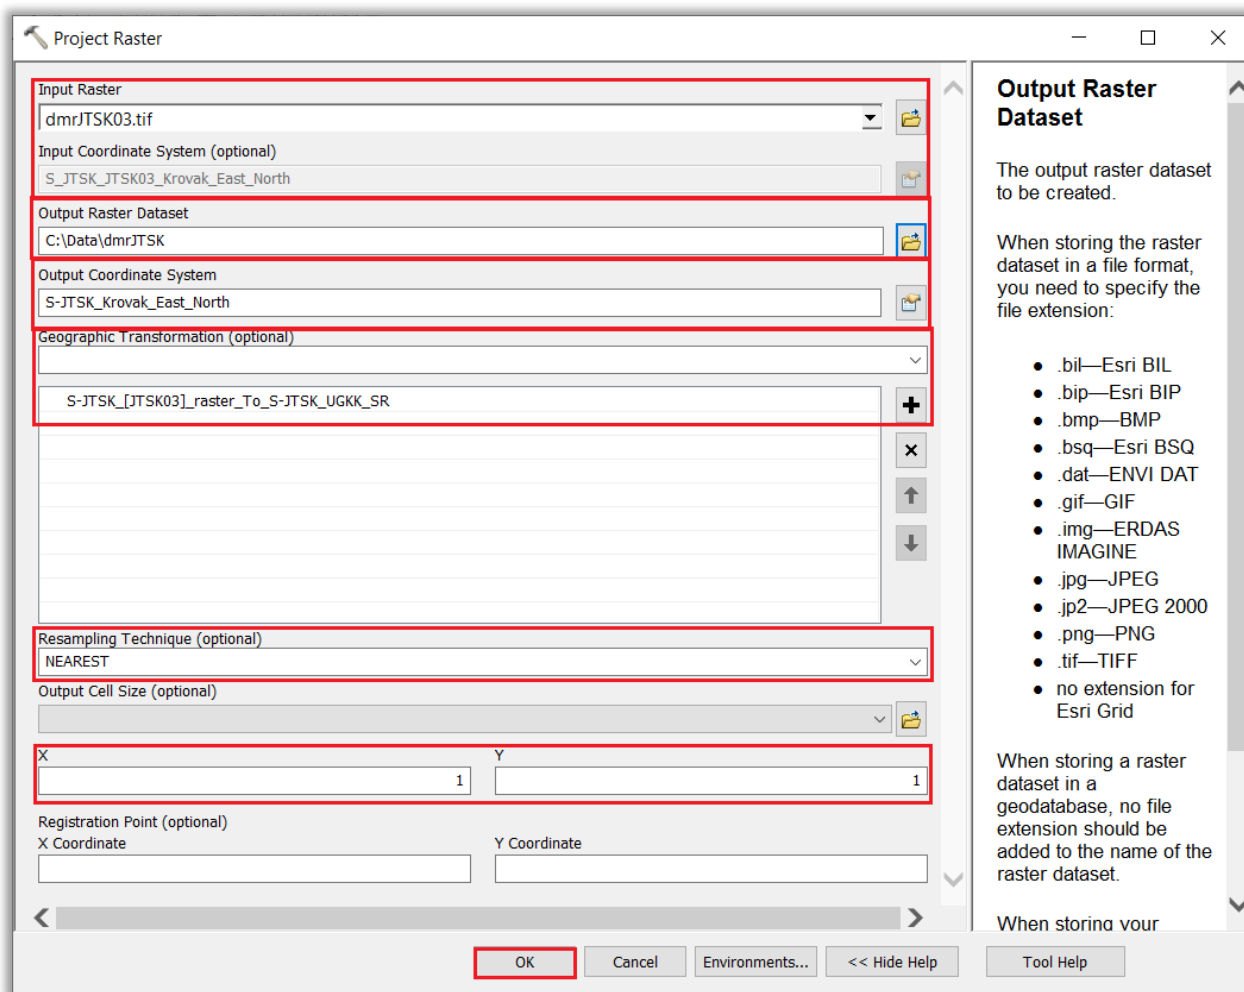 Project Raster
Input Raster
dmrJTSK03.tif
Input Coordinate System (optional)
S_JTSK_JTSK03_Krovak_East_North
Output Raster Dataset
C:\Data\dmrJTSK
Output Coordinate System
S-JTSK_Krovak_East_North
Geographic Transformation (optional)
S-JTSK_[JTSK03]_raster_To_S-JTSK_UGKK_SR
Resampling Technique (optional)
NEAREST
Output Cell Size (optional)
X Y
1 1
Registration Point (optional)
X Coordinate Y Coordinate
OK Cancel Environments... << Hide Help Tool Help
Output Raster
Dataset
The output raster dataset
to be created.
When storing the raster
dataset in a file format,
you need to specify the
file extension:
● .bil—Esri BIL
● .bip—Esri BIP
● .bmp—BMP
● .bsq—Esri BSQ
● .dat—ENVI DAT
● .gif—GIF
● .img—ERDAS
IMAGINE
● .jpg—JPEG
● .jp2—JPEG 2000
● .png—PNG
● .tif—TIFF
● no extension for
Esri Grid
When storing a raster
dataset in a
geodatabase, no file
extension should be
added to the name of the
raster dataset.
When storing your